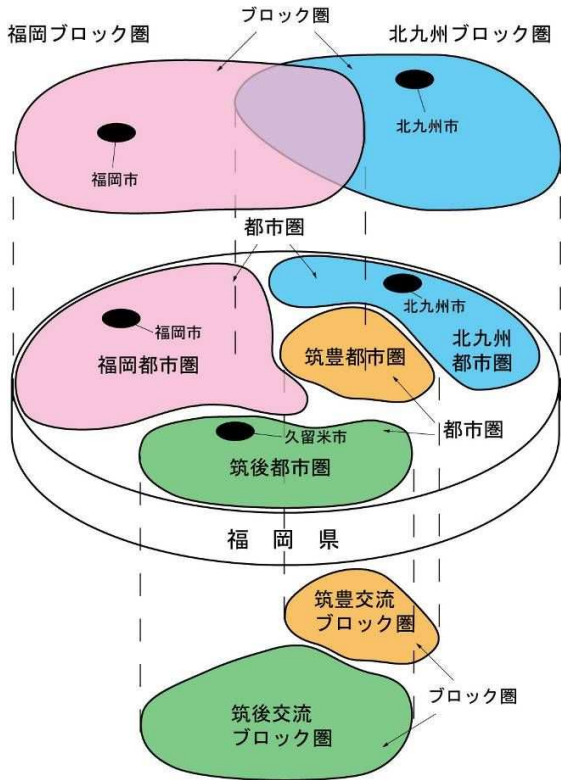 福岡ブロック圏
ブロック圏
北九州ブロック圏
福岡市
北九州市
都市圏
福岡市
北九州市
福岡都市圏
筑豊都市圏
北九州
都市圏
久留米市
都市圏
筑後都市圏
福岡県
筑豊交流
ブロック圏
ブロック圏
筑後交流
ブロック圏